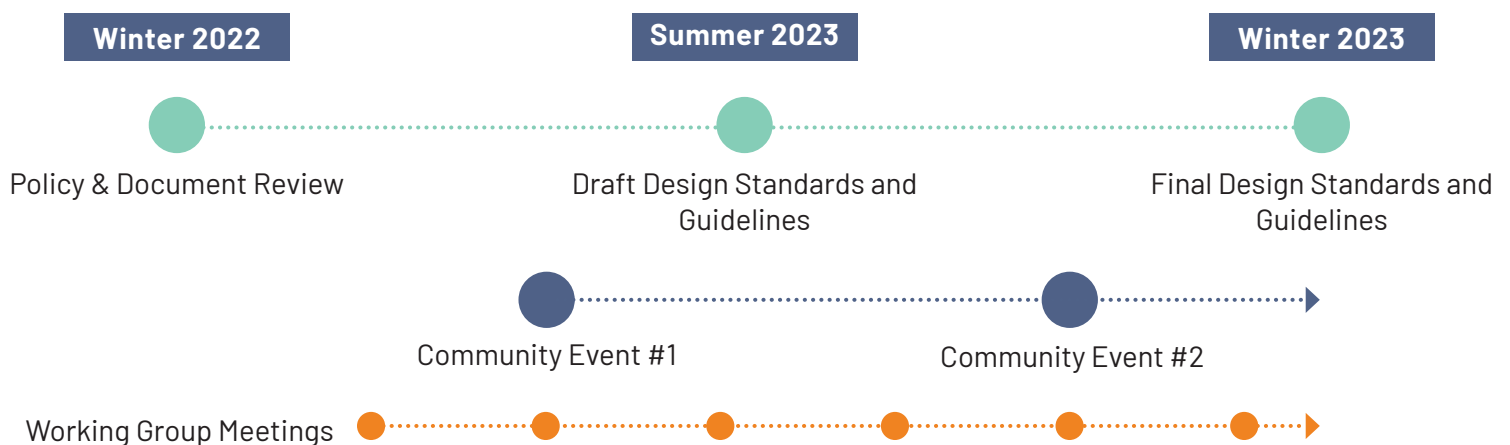 Winter 2022
Summer 2023
Winter 2023
Policy & Document Review
Draft Design Standards and
Guidelines
Final Design Standards and
Guidelines
Community Event #1
Community Event #2
Working Group Meetings